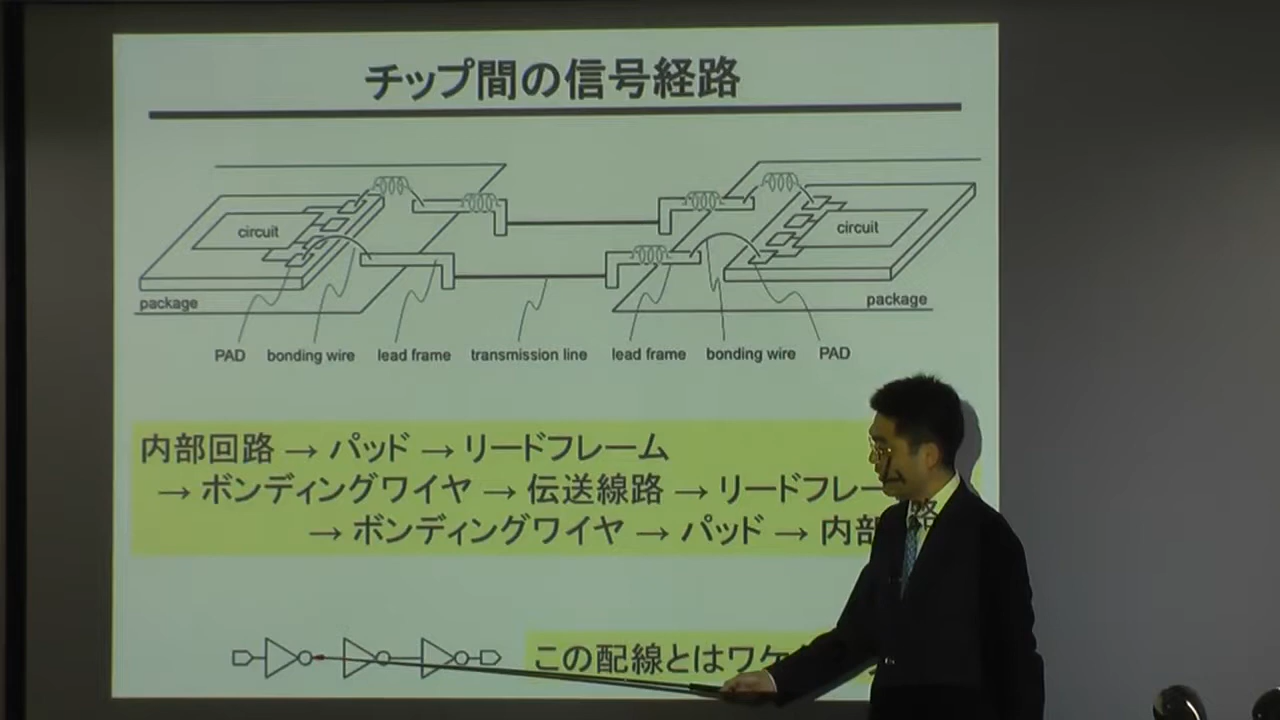 チップ間の信号経路
circuit
circuit
package
package
PAD bonding wire lead frame transmission line lead frame bonding wire PAD
内部回路 → パッド → リードフレーム
→ ボンディングワイヤ → 伝送線路 → リードフレー
→ ボンディングワイヤ → パッド → 内部 路
この配線とはワケ